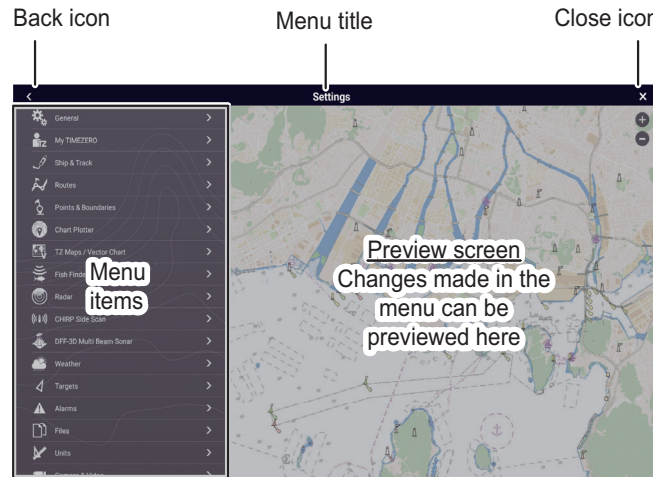 Back icon
Menu title
Close icon
Settings
General
My TIMEZERO
Ship & Track
Routes
Points & Boundaries
Chart Plotter
TZ Maps / Vector Chart
Fish Finder
Radar
CHIRP Side Scan
DFF-3D Multi Beam Sonar
Weather
Targets
Alarms
Files
Units
Camera & Video
Menu
items
Preview screen
Changes made in the
menu can be
previewed here